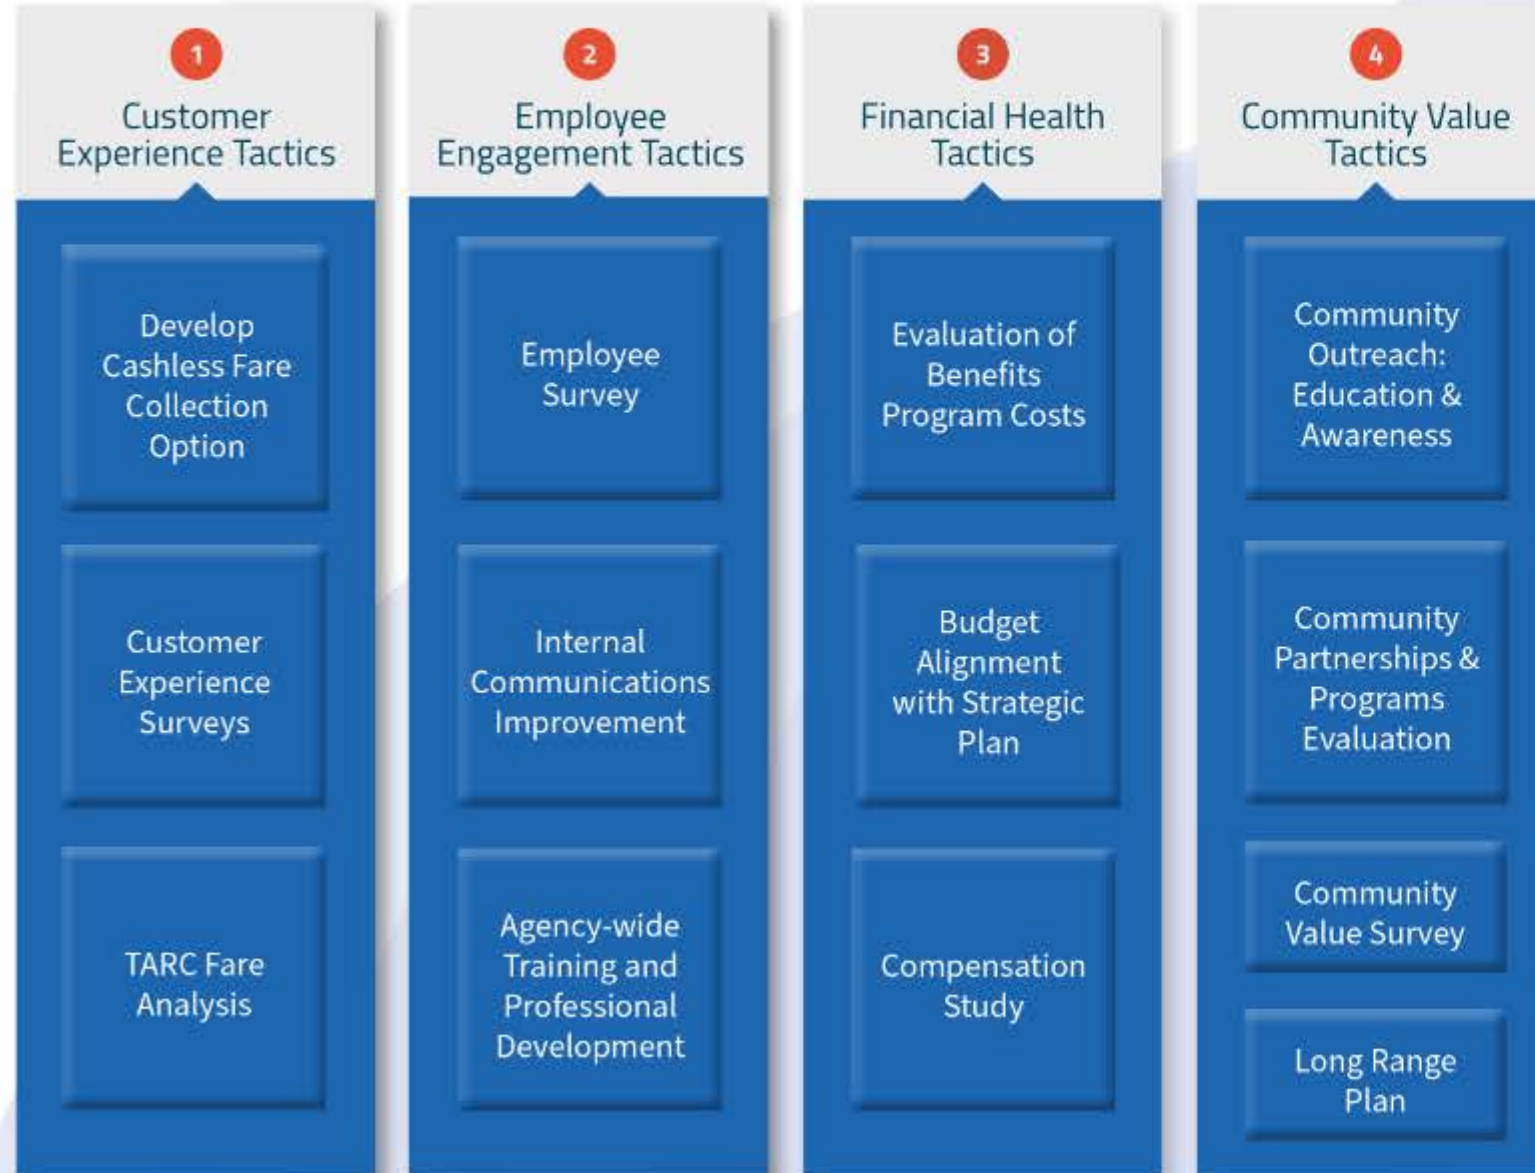 1
Customer
Experience Tactics
Develop
Cashless Fare
Collection
Option
Customer
Experience
Surveys
TARC Fare
Analysis
2
Employee
Engagement Tactics
Employee
Survey
Internal
Communications
Improvement
Agency-wide
Training and
Professional
Development
3
Financial Health
Tactics
Evaluation of
Benefits
Program Costs
Budget
Alignment
with Strategic
Plan
Compensation
Study
4
Community Value
Tactics
Community
Outreach:
Education &
Awareness
Community
Partnerships &
Programs
Evaluation
Community
Value Survey
Long Range
Plan